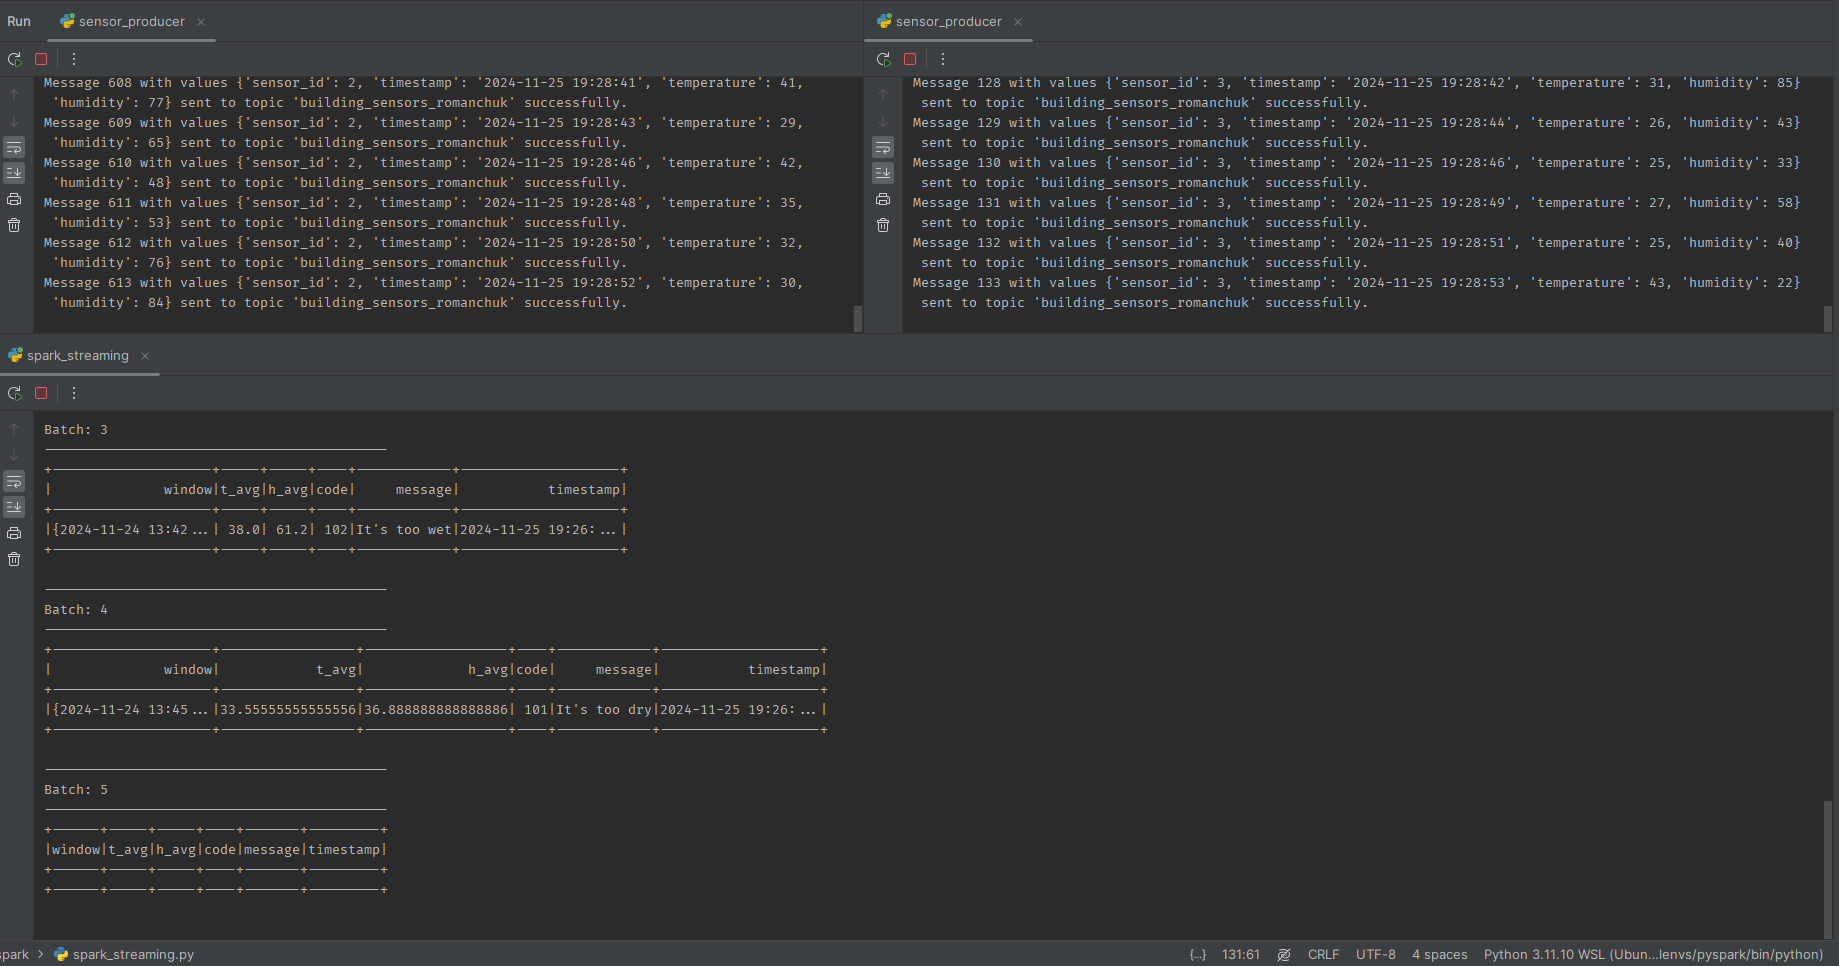 Run
sensor_producer
Message 608 with values {'sensor_id': 2, 'timestamp': '2024-11-25 19:28:41', 'temperature': 41,
'humidity': 77} sent to topic 'building_sensors_romanchuk' successfully.
Message 609 with values {'sensor_id': 2, 'timestamp': '2024-11-25 19:28:43', 'temperature': 29,
'humidity': 65} sent to topic 'building_sensors_romanchuk' successfully.
Message 610 with values {'sensor_id': 2, 'timestamp': '2024-11-25 19:28:46', 'temperature': 42,
'humidity': 48} sent to topic 'building_sensors_romanchuk' successfully.
Message 611 with values {'sensor_id': 2, 'timestamp': '2024-11-25 19:28:48', 'temperature': 35,
'humidity': 53} sent to topic 'building_sensors_romanchuk' successfully.
Message 612 with values {'sensor_id': 2, 'timestamp': '2024-11-25 19:28:50', 'temperature': 32,
'humidity': 76} sent to topic 'building_sensors_romanchuk' successfully.
Message 613 with values {'sensor_id': 2, 'timestamp': '2024-11-25 19:28:52', 'temperature': 30,
'humidity': 84} sent to topic 'building_sensors_romanchuk' successfully.
sensor_producer
Message 128 with values {'sensor_id': 3, 'timestamp': '2024-11-25 19:28:42', 'temperature': 31, 'humidity': 85}
sent to topic 'building_sensors_romanchuk' successfully.
Message 129 with values {'sensor_id': 3, 'timestamp': '2024-11-25 19:28:44', 'temperature': 26, 'humidity': 43}
sent to topic 'building_sensors_romanchuk' successfully.
Message 130 with values {'sensor_id': 3, 'timestamp': '2024-11-25 19:28:46', 'temperature': 25, 'humidity': 33}
sent to topic 'building_sensors_romanchuk' successfully.
Message 131 with values {'sensor_id': 3, 'timestamp': '2024-11-25 19:28:49', 'temperature': 27, 'humidity': 58}
sent to topic 'building_sensors_romanchuk' successfully.
Message 132 with values {'sensor_id': 3, 'timestamp': '2024-11-25 19:28:51', 'temperature': 25, 'humidity': 40}
sent to topic 'building_sensors_romanchuk' successfully.
Message 133 with values {'sensor_id': 3, 'timestamp': '2024-11-25 19:28:53', 'temperature': 43, 'humidity': 22}
sent to topic 'building_sensors_romanchuk' successfully.
spark_streaming
Batch: 3
| window|t_avg|h_avg|code| message| timestamp|
|{2024-11-24 13:42...| 38.0| 61.2| 102|It's too wet|2024-11-25 19:26:...|
Batch: 4
| window| t_avg| h_avg|code| message| timestamp|
|{2024-11-24 13:45...|33.55555555555556|36.888888888888886| 101|It's too dry|2024-11-25 19:26:...|
Batch: 5
|window|t_avg|h_avg|code|message|timestamp|
spark > spark_streaming.py
{...} 131:61 CRLF UTF-8 4 spaces Python 3.11.10 WSL (Ubun...lenvs/pyspark/bin/python)